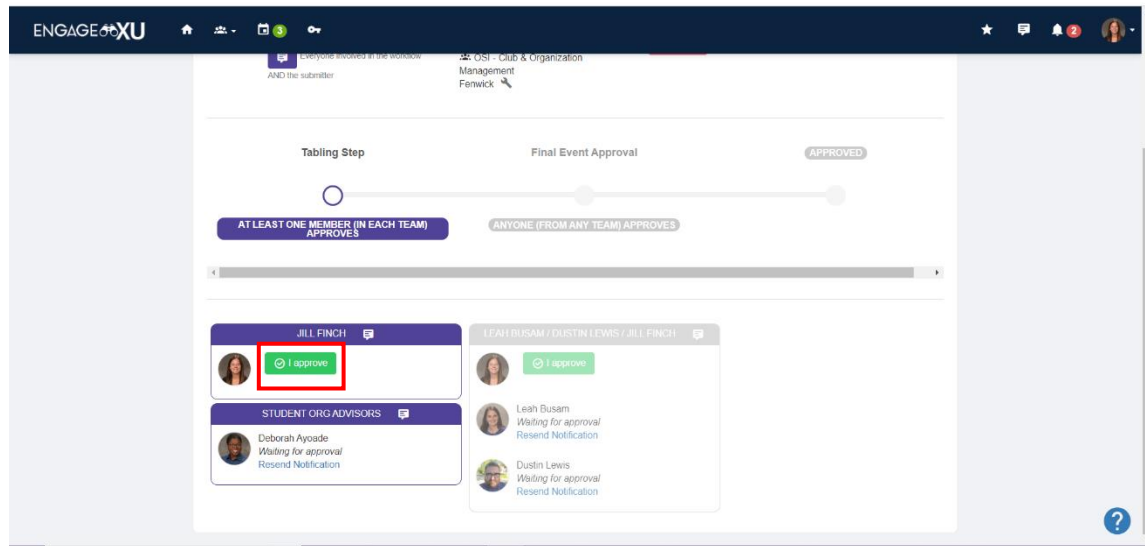 ENGAGE XU
3
2
Everyone involved in the workflow
AND the submitter
OSI - Club & Organization
Management
Fenwick
Tabling Step
Final Event Approval
APPROVED
AT LEAST ONE MEMBER (IN EACH TEAM)
APPROVES
ANYONE (FROM ANY TEAM) APPROVES
JILL FINCH
I approve
STUDENT ORG ADVISORS
Deborah Ayoade
Waiting for approval
Resend Notification
LEAH BUSAM / DUSTIN LEWIS / JILL FINCH
I approve
Leah Busam
Waiting for approval
Resend Notification
Dustin Lewis
Waiting for approval
Resend Notification
?